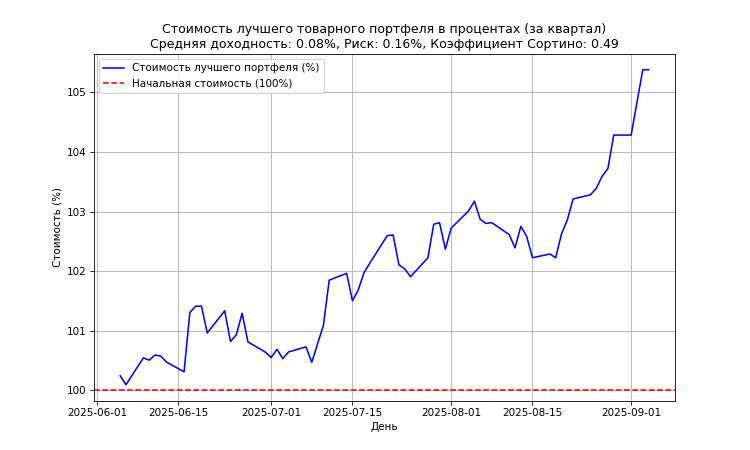 Стоимость лучшего товарного портфеля в процентах (за квартал)
Средняя доходность: 0.08%, Риск: 0.16%, Коэффициент Сортино: 0.49
Стоимость лучшего портфеля (%)
Начальная стоимость (100%)
Стоимость (%)
105
104
103
102
101
100
2025-06-01 2025-06-15 2025-07-01 2025-07-15 2025-08-01 2025-08-15 2025-09-01
День